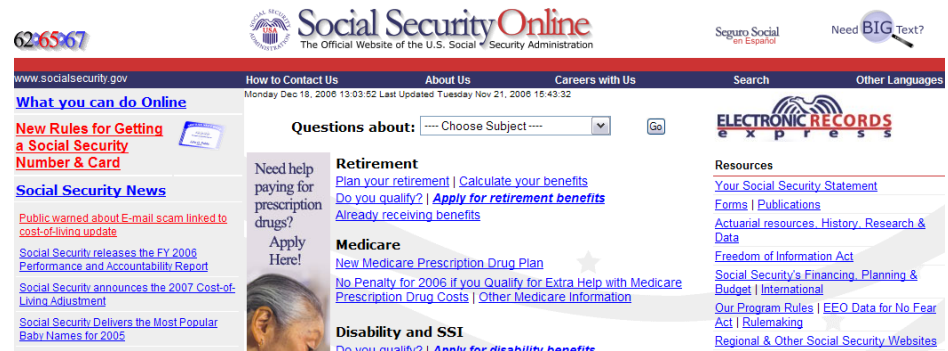 62 65 67
Social Security Online
The Official Website of the U.S. Social Security Administration
Seguro Social
en Español
Need BIG Text?
www.socialsecurity.gov
How to Contact Us
About Us
Careers with Us
Search
Other Languages
Monday Dec 18, 2006 13:03:52 Last Updated Tuesday Nov 21, 2006 15:43:32
What you can do Online
New Rules for Getting
a Social Security
Number & Card
Social Security News
Public warned about E-mail scam linked to
cost-of-living update
Social Security releases the FY 2006
Performance and Accountability Report
Social Security announces the 2007 Cost-of-
Living Adjustment
Social Security Delivers the Most Popular
Baby Names for 2005
Questions about: ---- Choose Subject ---- Go
Need help
paying for
prescription
drugs?
Apply
Here!
Retirement
Plan your retirement | Calculate your benefits
Do you qualify? | Apply for retirement benefits
Already receiving benefits
Medicare
New Medicare Prescription Drug Plan
No Penalty for 2006 if you Qualify for Extra Help with Medicare
Prescription Drug Costs | Other Medicare Information
Disability and SSI
Do you qualify? | Apply for disability benefits
ELECTRONIC RECORDS
express
Resources
Your Social Security Statement
Forms | Publications
Actuarial resources, History, Research &
Data
Freedom of Information Act
Social Security's Financing, Planning &
Budget | International
Our Program Rules | EEO Data for No Fear
Act | Rulemaking
Regional & Other Social Security Websites